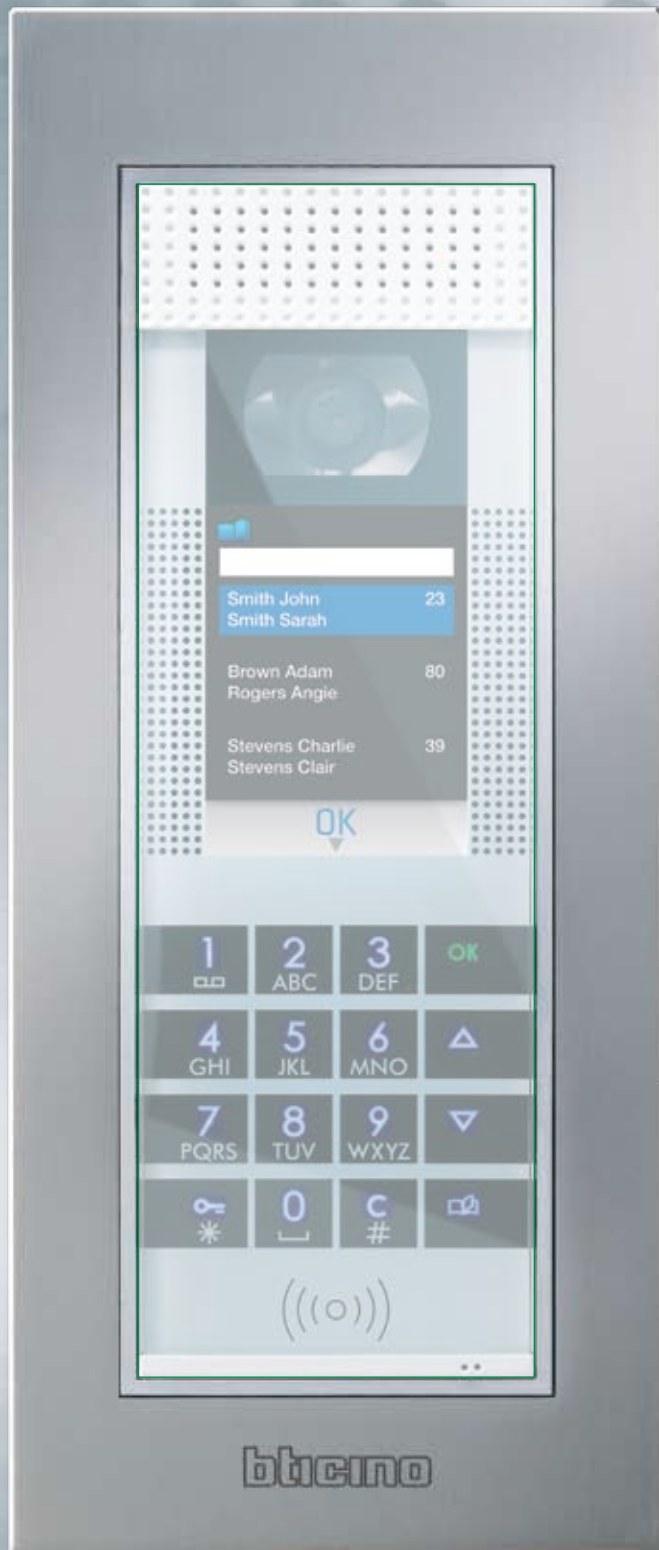 Smith John 23
Smith Sarah
Brown Adam 80
Rogers Angie
Stevens Charlie 39
Stevens Clair
OK
1 2 3 OK
ABC DEF
4 5 6
GHI JKL MNO
7 8 9
PQRS TUV WXYZ
0 C
* #
bticino